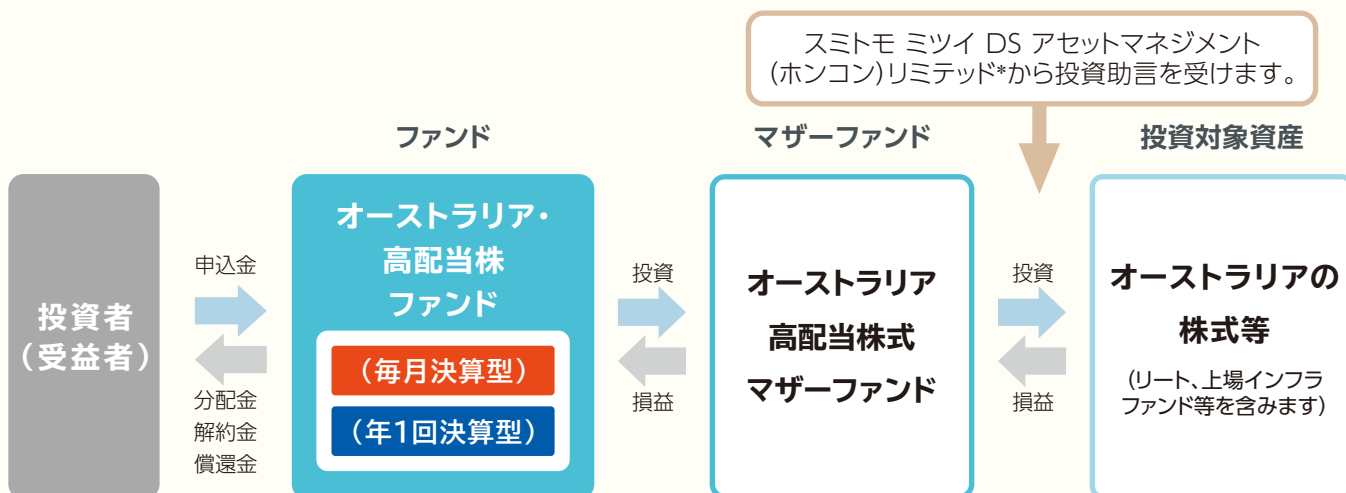 スミトモ ミツイ DS アセットマネジメント
(ホンコン)リミテッド*から投資助言を受けます。
ファンド
マザーファンド
投資対象資産
投資者
(受益者)
申込金
分配金
解約金
償還金
オーストラリア・
高配当株
ファンド
(毎月決算型)
(年1回決算型)
投資
損益
オーストラリア
高配当株式
マザーファンド
投資
損益
オーストラリアの
株式等
(リート、上場インフラ
ファンド等を含みます)